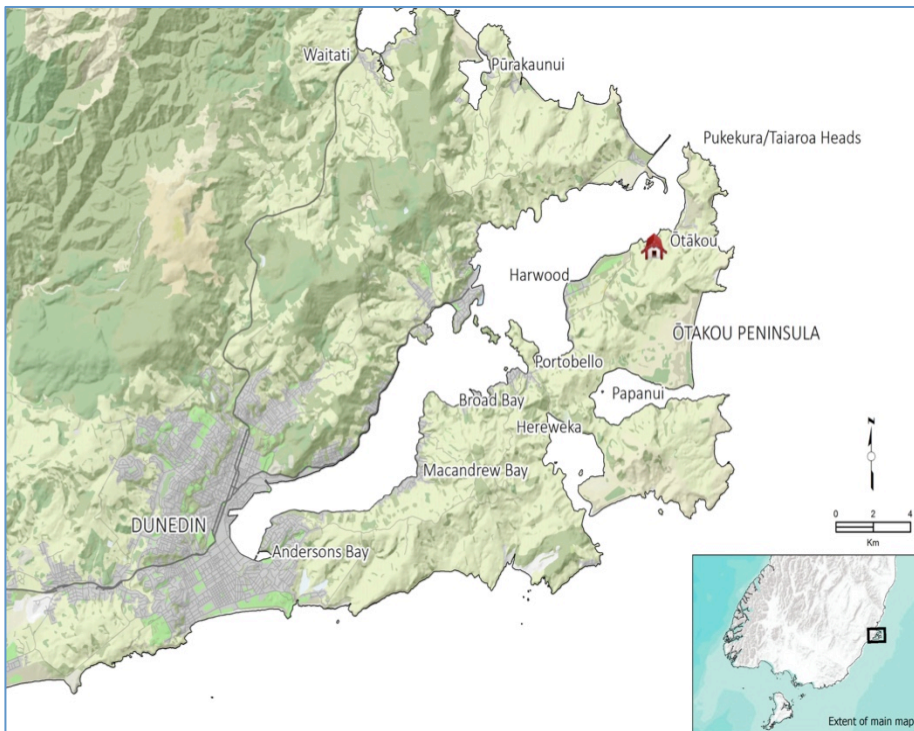 Waitati
Pūrakaunui
Pukekura/Taiaroa Heads
Ōtākou
Harwood
ŌTAKOU PENINSULA
Portobello
Papanui
Broad Bay
Hereweka
N
Macandrew Bay
0 2 4
Km
DUNEDIN
Andersons Bay
Extent of main map